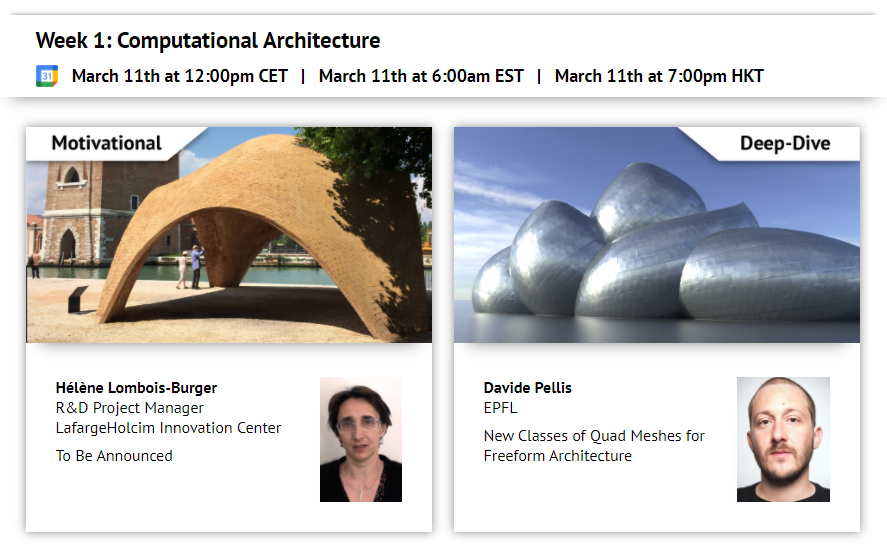 Week 1: Computational Architecture
31
March 11th at 12:00pm CET | March 11th at 6:00am EST | March 11th at 7:00pm HKT
Motivational
Deep-Dive
Hélène Lombois-Burger
R&D Project Manager
LafargeHolcim Innovation Center
To Be Announced
Davide Pellis
EPFL
New Classes of Quad Meshes for
Freeform Architecture